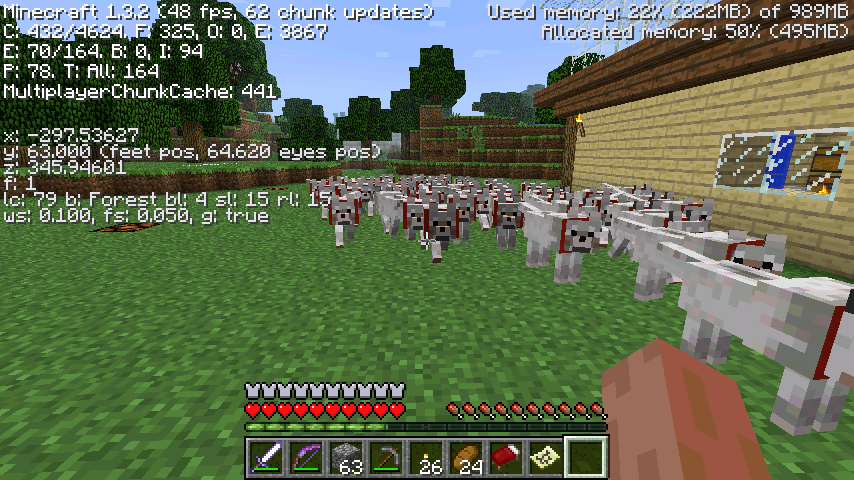 Minecraft 1.3.2 (48 fps, 62 chunk updates)
C: 432/4624, F: 325, O: 0, E: 3867
E: 70/164, B: 0, I: 94
P: 78. T: All: 164
MultiplayerChunkCache: 441
x: -297.53627
y: 63.000 (feet pos, 64.620 eyes pos)
z: 345.94601
f: 1
lc: 79 b: Forest bl: 4 sl: 15 rl: 15
ws: 0.100, fs: 0.050, g: true
Used memory: 22% (222MB) of 989MB
Allocated memory: 50% (495MB)
63
26
24